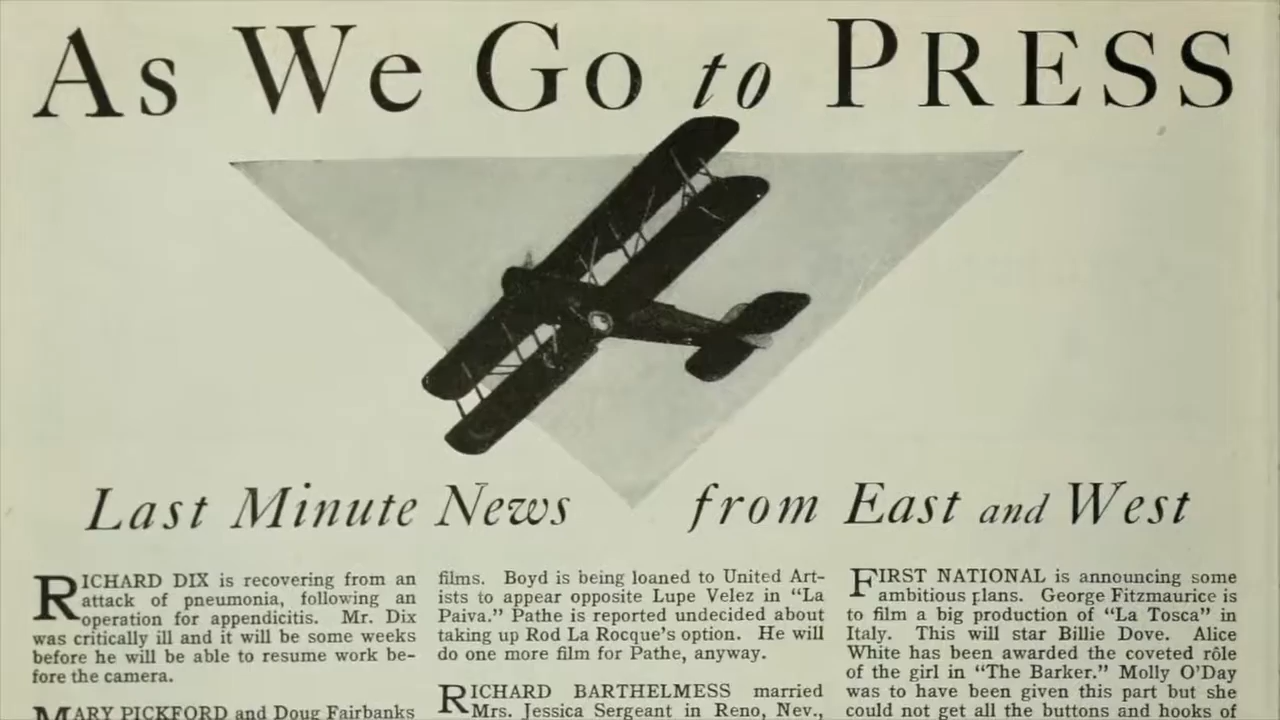 As We Go to PRESS
Last Minute News from East and West
RICHARD DIX is recovering from an
attack of pneumonia, following an
operation for appendicitis. Mr. Dix
was critically ill and it will be some weeks
before he will be able to resume work be-
fore the camera.
MARY PICKFORD and Doug Fairbanks
films. Boyd is being loaned to United Art-
ists to appear opposite Lupe Velez in "La
Paiva." Pathe is reported undecided about
taking up Rod La Rocque's option. He will
do one more film for Pathe, anyway.
RICHARD BARTHELMESS married
Mrs. Jessica Sergeant in Reno, Nev.,
FIRST NATIONAL is announcing some
ambitious plans. George Fitzmaurice is
to film a big production of "La Tosca" in
Italy. This will star Billie Dove. Alice
White has been awarded the coveted rôle
of the girl in "The Barker." Molly O'Day
was to have been given this part but she
could not get all the buttons and hooks of